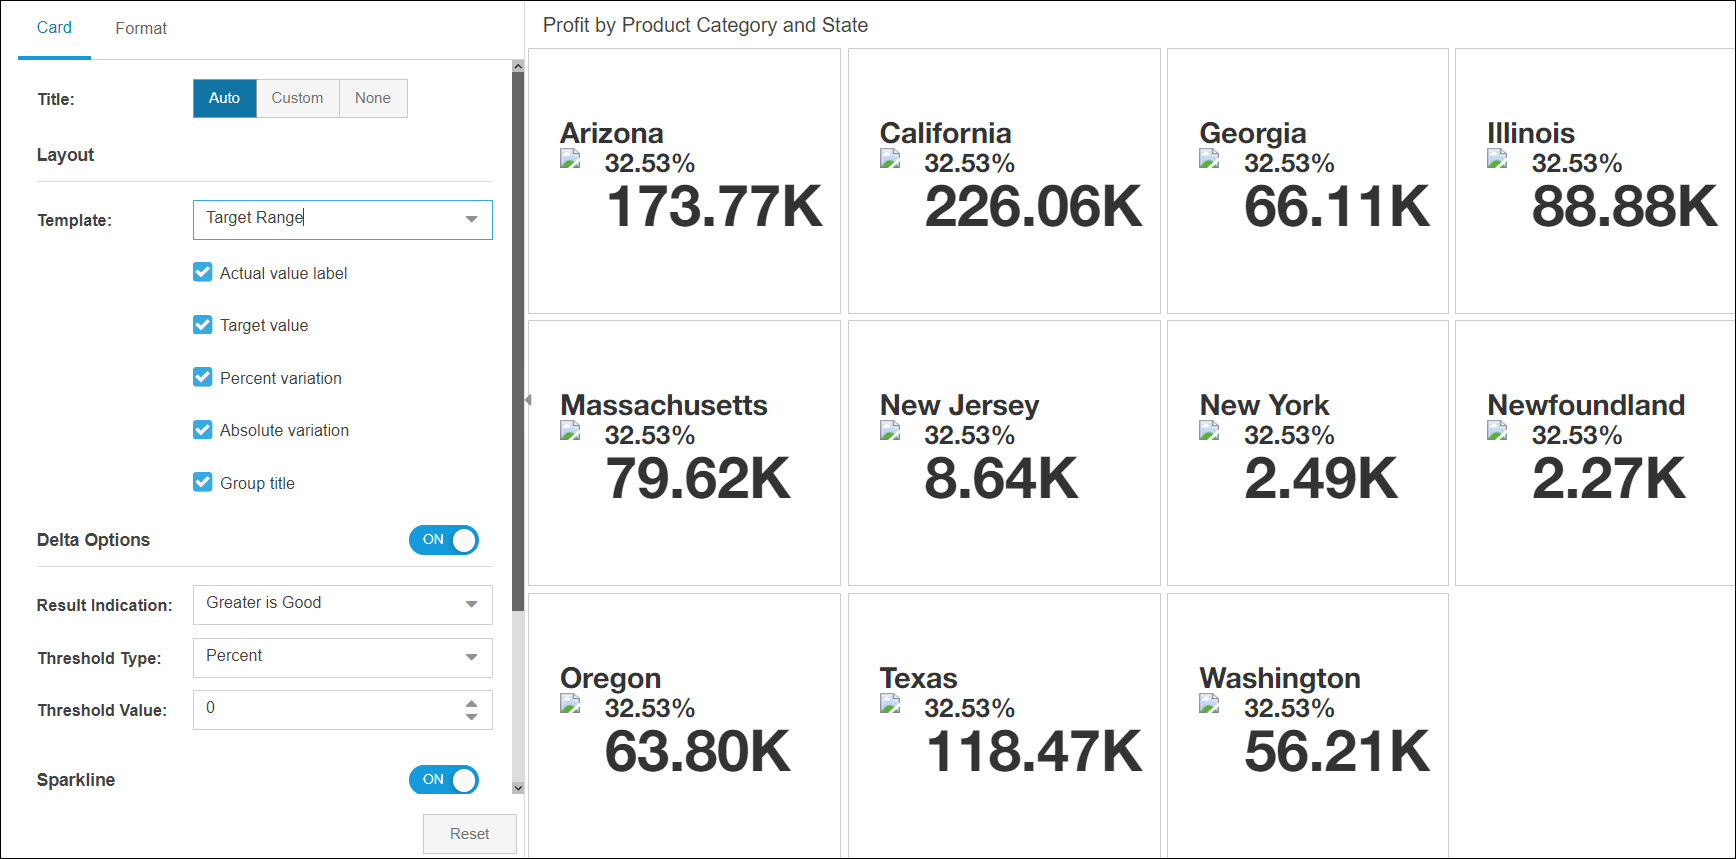 Card Format
Title: Auto Custom None
Layout
Template: Target Range
Actual value label
Target value
Percent variation
Absolute variation
Group title
Delta Options ON
Result Indication: Greater is Good
Threshold Type: Percent
Threshold Value: 0
Sparkline ON
Reset
Profit by Product Category and State
Arizona
32.53%
173.77K
California
32.53%
226.06K
Georgia
32.53%
66.11K
Illinois
32.53%
88.88K
Massachusetts
32.53%
79.62K
New Jersey
32.53%
8.64K
New York
32.53%
2.49K
Newfoundland
32.53%
2.27K
Oregon
32.53%
63.80K
Texas
32.53%
118.47K
Washington
32.53%
56.21K